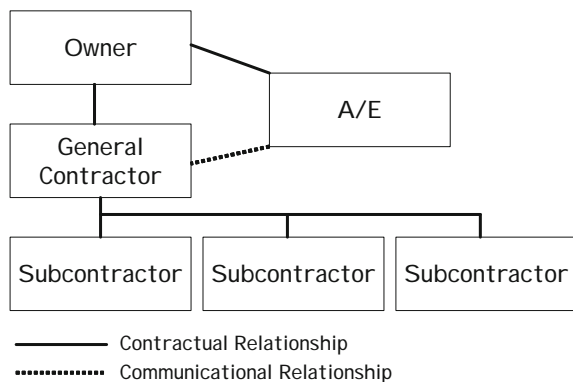 Owner
A/E
General
Contractor
Subcontractor
Subcontractor
Subcontractor
Contractual Relationship
Communicational Relationship